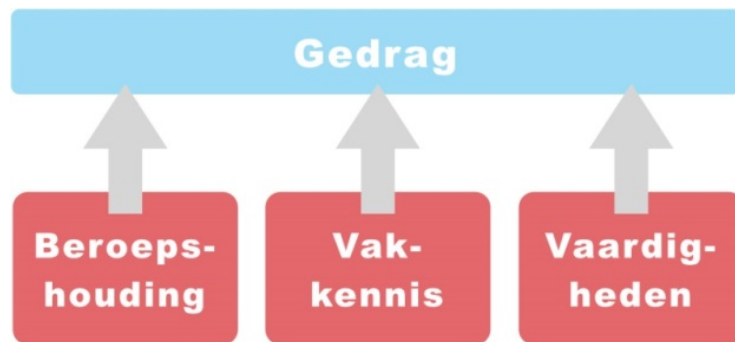 Gedrag
Beroeps-
houding
Vak-
kennis
Vaardig-
heden